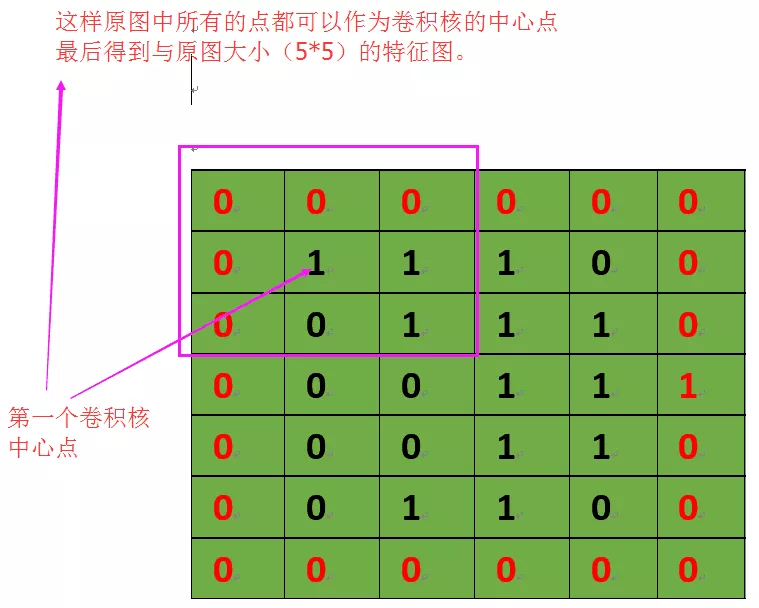 这样原图中所有的点都可以作为卷积核的中心点
最后得到与原图大小（5*5）的特征图。
0 0 0 0 0 0
0 1 1 1 0 0
0 0 1 1 1 0
0 0 0 1 1 1
0 0 0 1 1 0
0 0 1 1 0 0
0 0 0 0 0 0
第一个卷积核
中心点